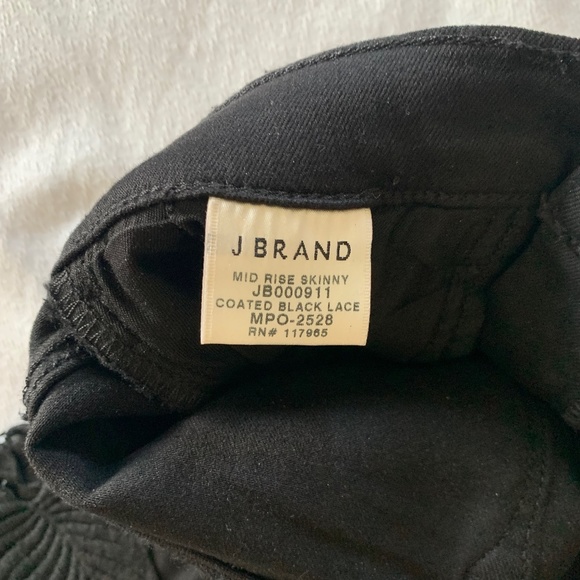 J BRAND
MID RISE SKINNY
JB000911
COATED BLACK LACE
MPO-2528
RN# 117965